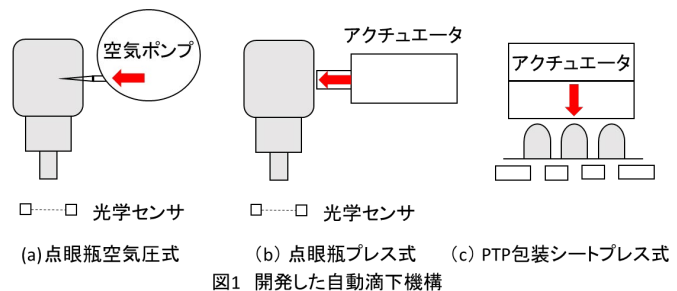 空気ポンプ
アクチュエータ
アクチュエータ
光学センサ
光学センサ
(a)点眼瓶空気圧式
(b) 点眼瓶プレス式
(c) PTP包装シートプレス式
図1 開発した自動滴下機構